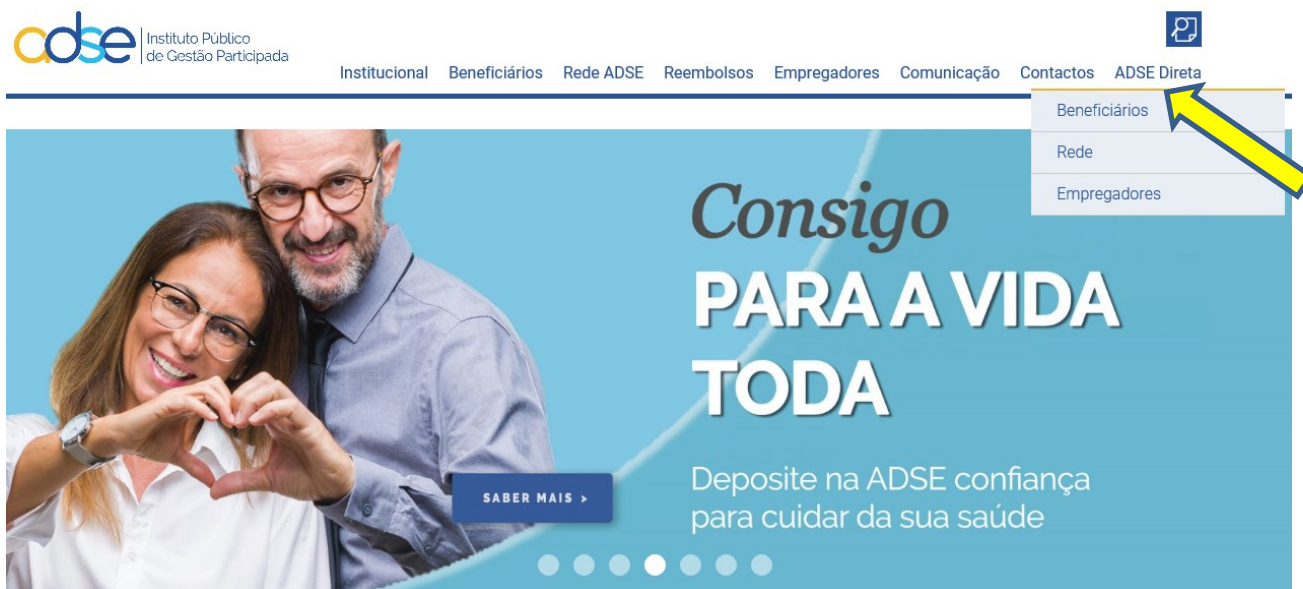 adse
Instituto Público
de Gestão Participada
Institucional Beneficiários Rede ADSE Reembolsos Empregadores Comunicação Contactos ADSE Direta
Beneficiários
Rede
Empregadores
Consigo
PARA A VIDA
TODA
Deposite na ADSE confiança
para cuidar da sua saúde
SABER MAIS >